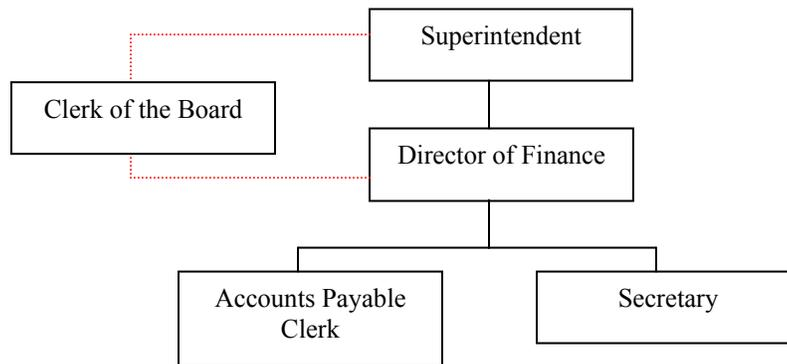 Superintendent
Clerk of the Board
Director of Finance
Accounts Payable
Clerk
Secretary